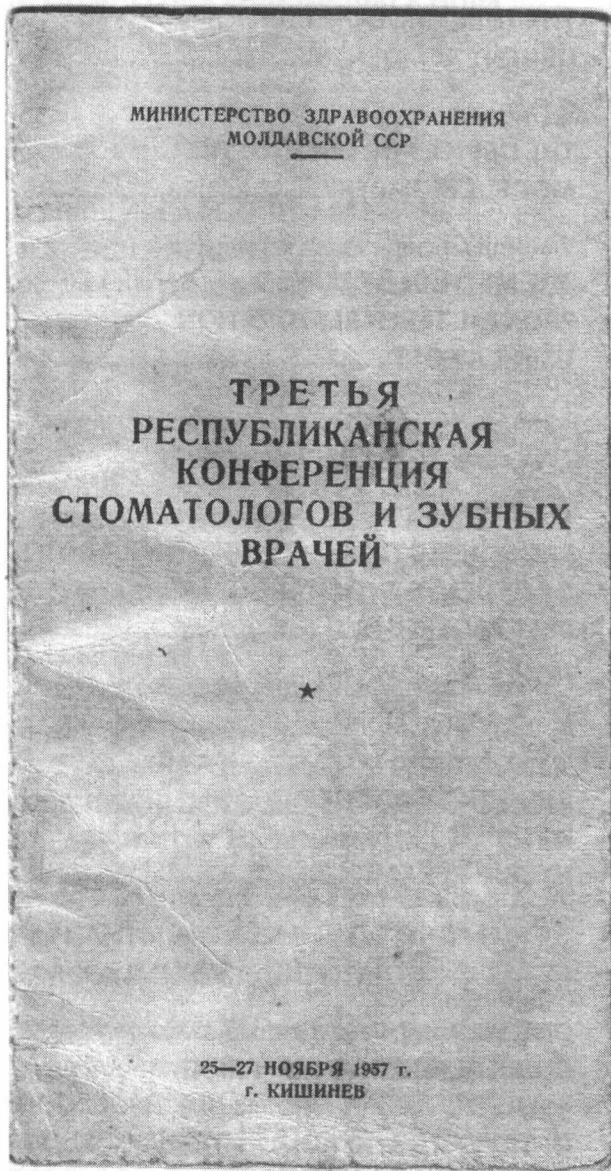 МИНИСТЕРСТВО ЗДРАВООХРАНЕНИЯ
МОЛДАВСКОЙ ССР
ТРЕТЬЯ
РЕСПУБЛИКАНСКАЯ
КОНФЕРЕНЦИЯ
СТОМАТОЛОГОВ И ЗУБНЫХ
ВРАЧЕЙ
25—27 НОЯБРЯ 1957 г.
г. КИШИНЕВ